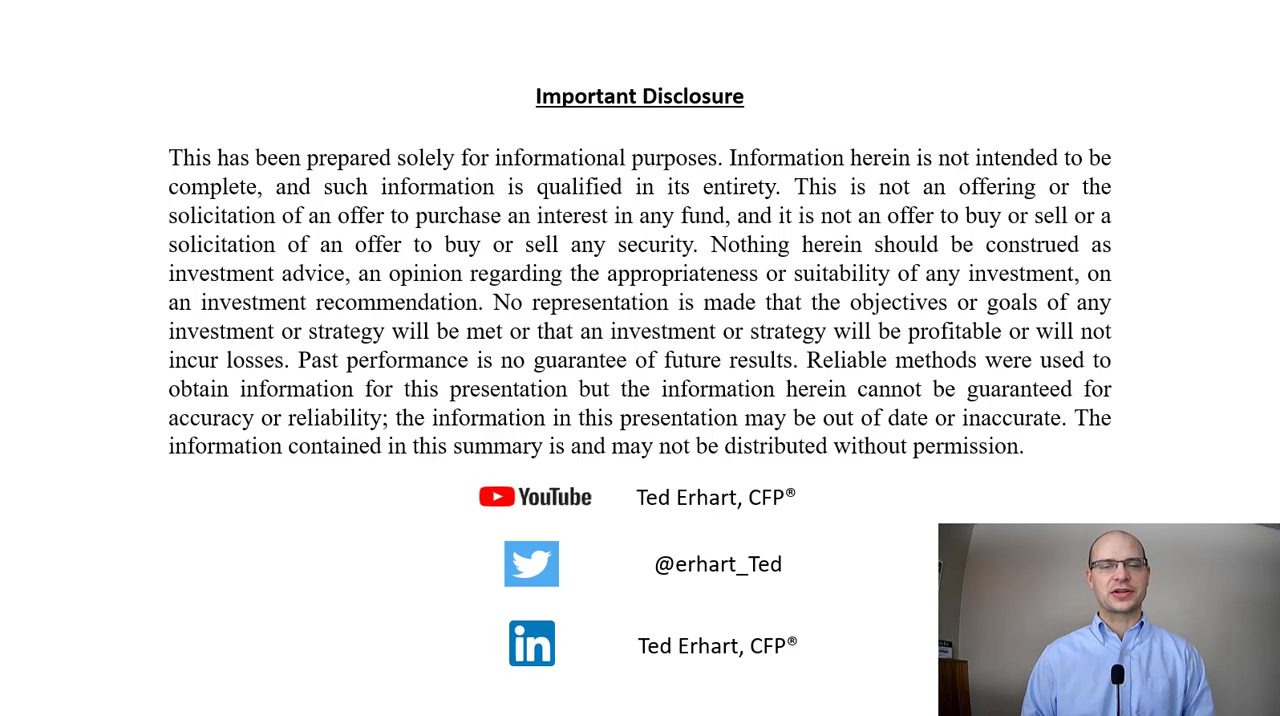 Important Disclosure
This has been prepared solely for informational purposes. Information herein is not intended to be
complete, and such information is qualified in its entirety. This is not an offering or the
solicitation of an offer to purchase an interest in any fund, and it is not an offer to buy or sell or a
solicitation of an offer to buy or sell any security. Nothing herein should be construed as
investment advice, an opinion regarding the appropriateness or suitability of any investment, on
an investment recommendation. No representation is made that the objectives or goals of any
investment or strategy will be met or that an investment or strategy will be profitable or will not
incur losses. Past performance is no guarantee of future results. Reliable methods were used to
obtain information for this presentation but the information herein cannot be guaranteed for
accuracy or reliability; the information in this presentation may be out of date or inaccurate. The
information contained in this summary is and may not be distributed without permission.
YouTube Ted Erhart, CFP®
@erhart_Ted
in Ted Erhart, CFP®